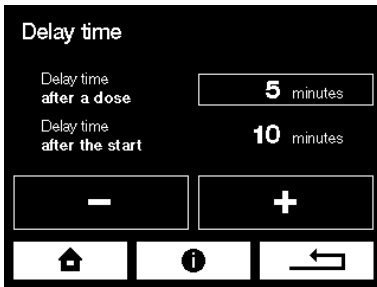 Delay time
Delay time
after a dose
5 minutes
Delay time
after the start
10 minutes
− +
i